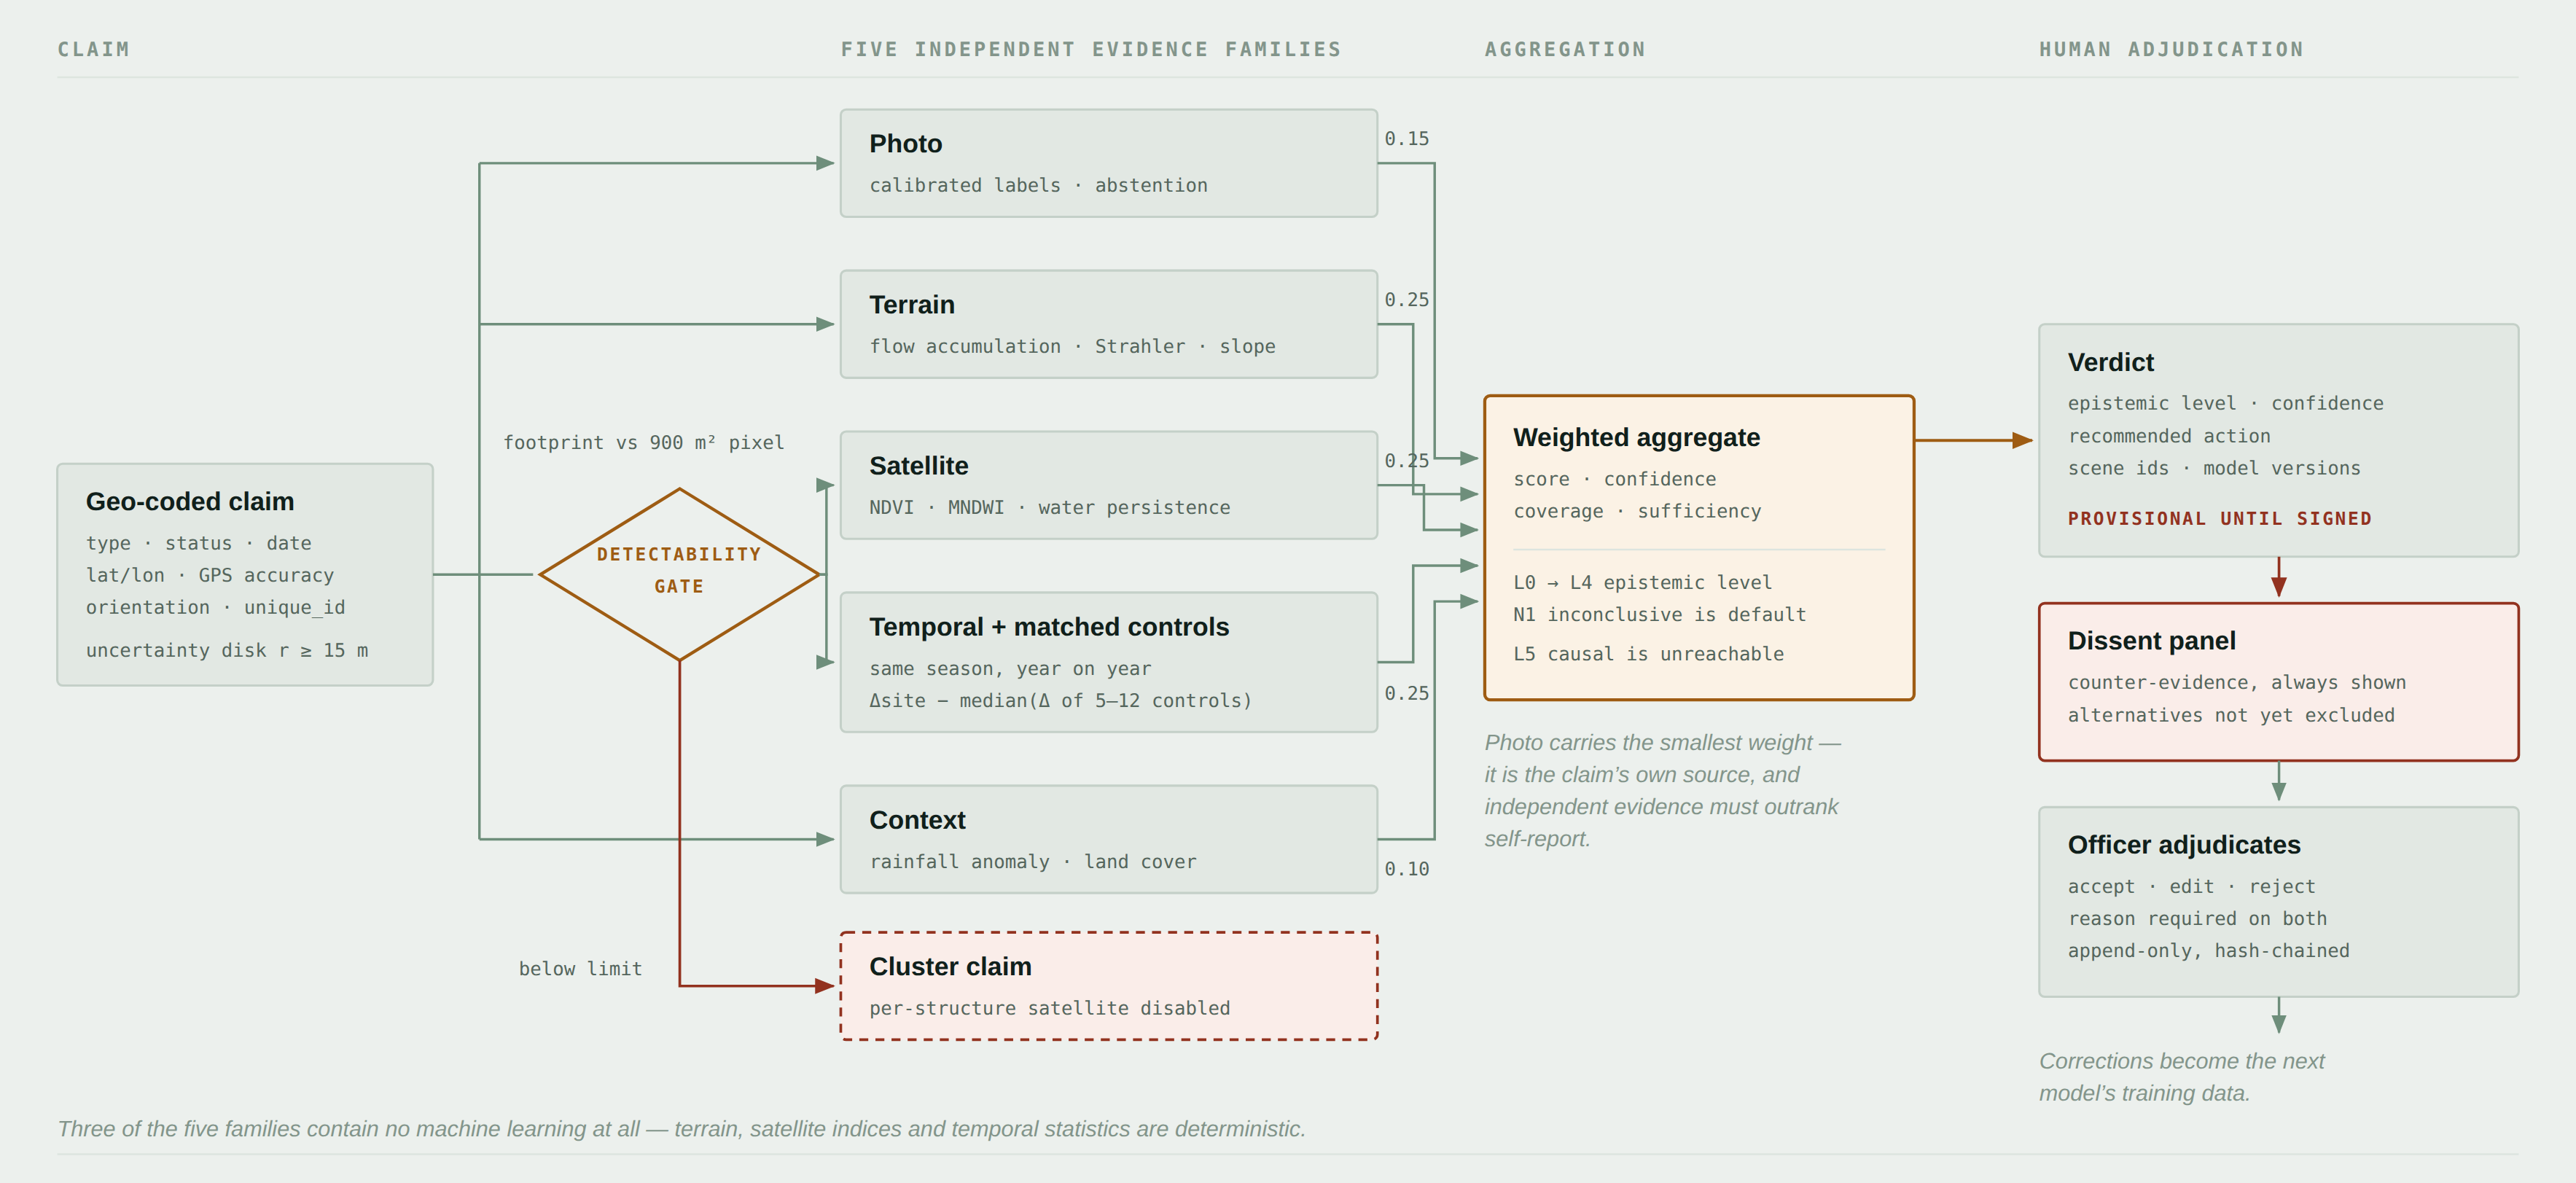 CLAIM
FIVE INDEPENDENT EVIDENCE FAMILIES
AGGREGATION
HUMAN ADJUDICATION
Geo-coded claim
type · status · date
lat/lon · GPS accuracy
orientation · unique_id
uncertainty disk r ≥ 15 m
footprint vs 900 m² pixel
DETECTABILITY
GATE
below limit
Photo
calibrated labels · abstention
0.15
Terrain
flow accumulation · Strahler · slope
0.25
Satellite
NDVI · MNDWI · water persistence
0.25
Temporal + matched controls
same season, year on year
Δsite − median(Δ of 5–12 controls)
0.25
Context
rainfall anomaly · land cover
0.10
Cluster claim
per-structure satellite disabled
Weighted aggregate
score · confidence
coverage · sufficiency
L0 → L4 epistemic level
N1 inconclusive is default
L5 causal is unreachable
Photo carries the smallest weight —
it is the claim’s own source, and
independent evidence must outrank
self-report.
Verdict
epistemic level · confidence
recommended action
scene ids · model versions
PROVISIONAL UNTIL SIGNED
Dissent panel
counter-evidence, always shown
alternatives not yet excluded
Officer adjudicates
accept · edit · reject
reason required on both
append-only, hash-chained
Corrections become the next
model’s training data.
Three of the five families contain no machine learning at all — terrain, satellite indices and temporal statistics are deterministic.